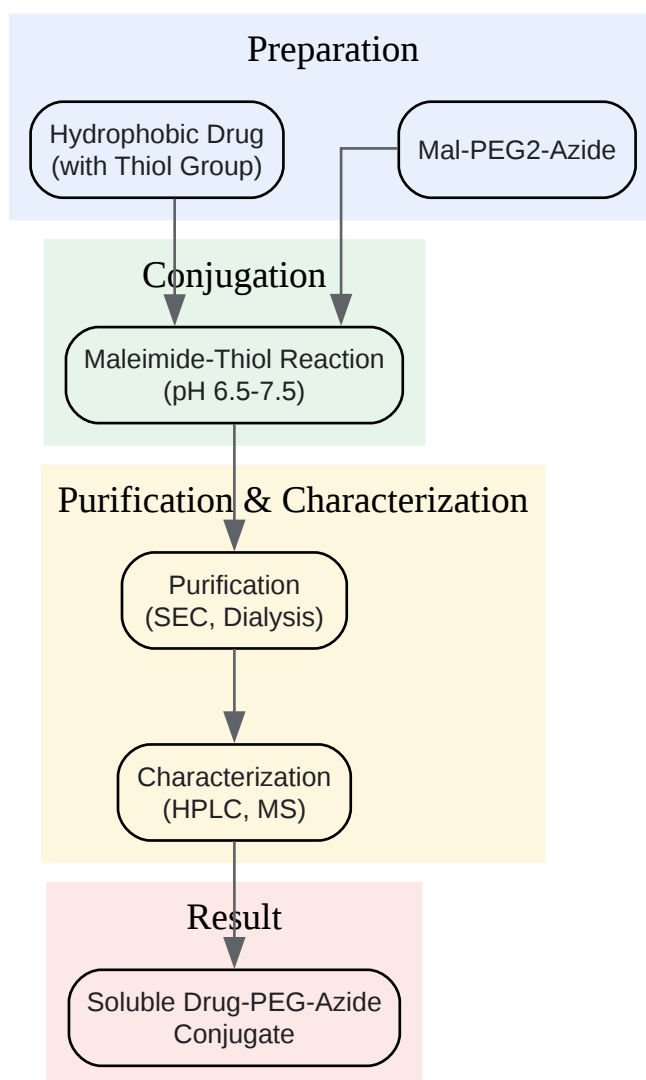 Preparation
Hydrophobic Drug
(with Thiol Group)
Mal-PEG2-Azide
Conjugation
Maleimide-Thiol Reaction
(pH 6.5-7.5)
Purification & Characterization
Purification
(SEC, Dialysis)
Characterization
(HPLC, MS)
Result
Soluble Drug-PEG-Azide
Conjugate